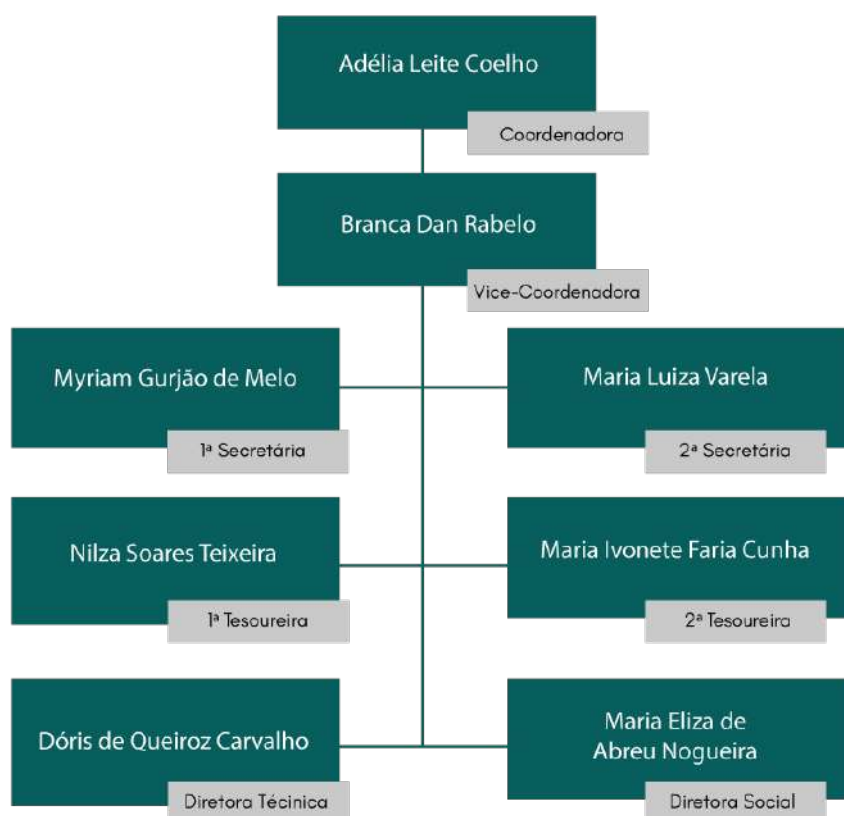 Adélia Leite Coelho
Coordenadora
Branca Dan Rabelo
Vice-Coordenadora
Myriam Gurjão de Melo
1ª Secretária
Maria Luiza Varela
2ª Secretária
Nilza Soares Teixeira
1ª Tesoureira
Maria Ivonete Faria Cunha
2ª Tesoureira
Dóris de Queiroz Carvalho
Diretora Técinica
Maria Eliza de
Abreu Nogueira
Diretora Social